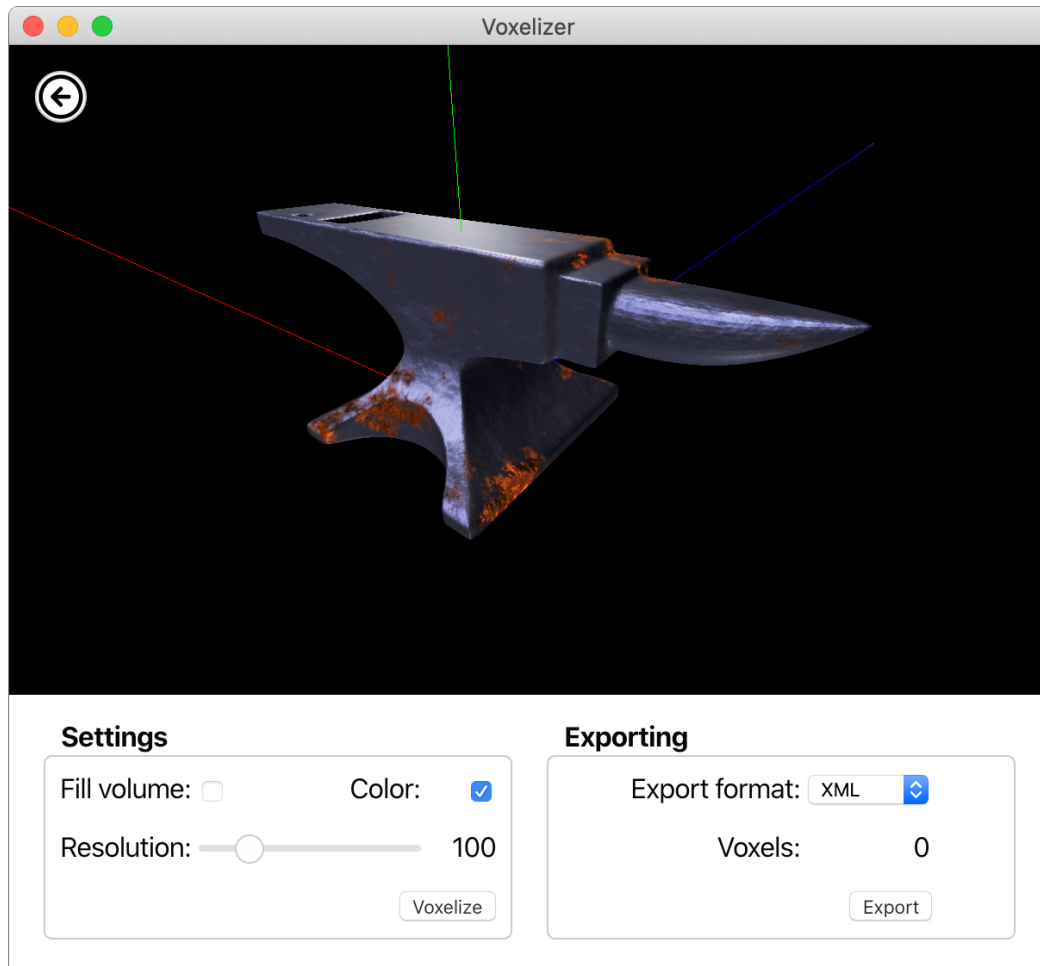 Voxelizer
Settings
Exporting
Fill volume:
Color:
Export format: XML
Resolution:
100
Voxels:
0
Voxelize
Export